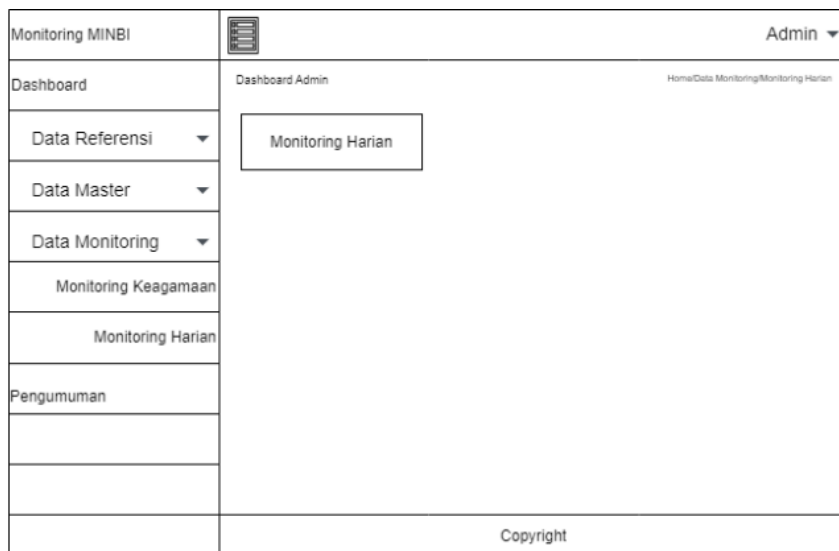 Monitoring MINBI
Admin
Dashboard
Dashboard Admin
Home/Data Monitoring/Monitoring Harian
Data Referensi
Monitoring Harian
Data Master
Data Monitoring
Monitoring Keagamaan
Monitoring Harian
Pengumuman
Copyright